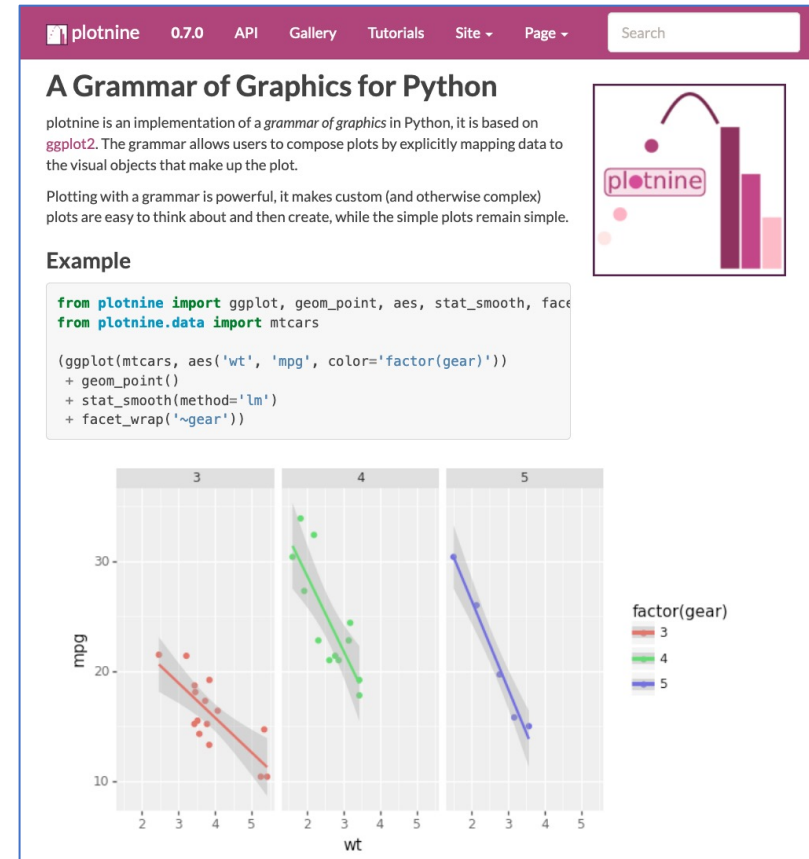 plotnine 0.7.0 API Gallery Tutorials Site Page Search
A Grammar of Graphics for Python
plotnine is an implementation of a grammar of graphics in Python, it is based on
ggplot2. The grammar allows users to compose plots by explicitly mapping data to
the visual objects that make up the plot.
Plotting with a grammar is powerful, it makes custom (and otherwise complex)
plots are easy to think about and then create, while the simple plots remain simple.
plotnine
Example
from plotnine import ggplot, geom_point, aes, stat_smooth, face
from plotnine.data import mtcars
(ggplot(mtcars, aes('wt', 'mpg', color='factor(gear)'))
+ geom_point()
+ stat_smooth(method='lm')
+ facet_wrap('~gear'))
3 4 5
30
20
10
mpg
2 3 4 5 2 3 4 5 2 3 4 5
wt
factor(gear)
3
4
5